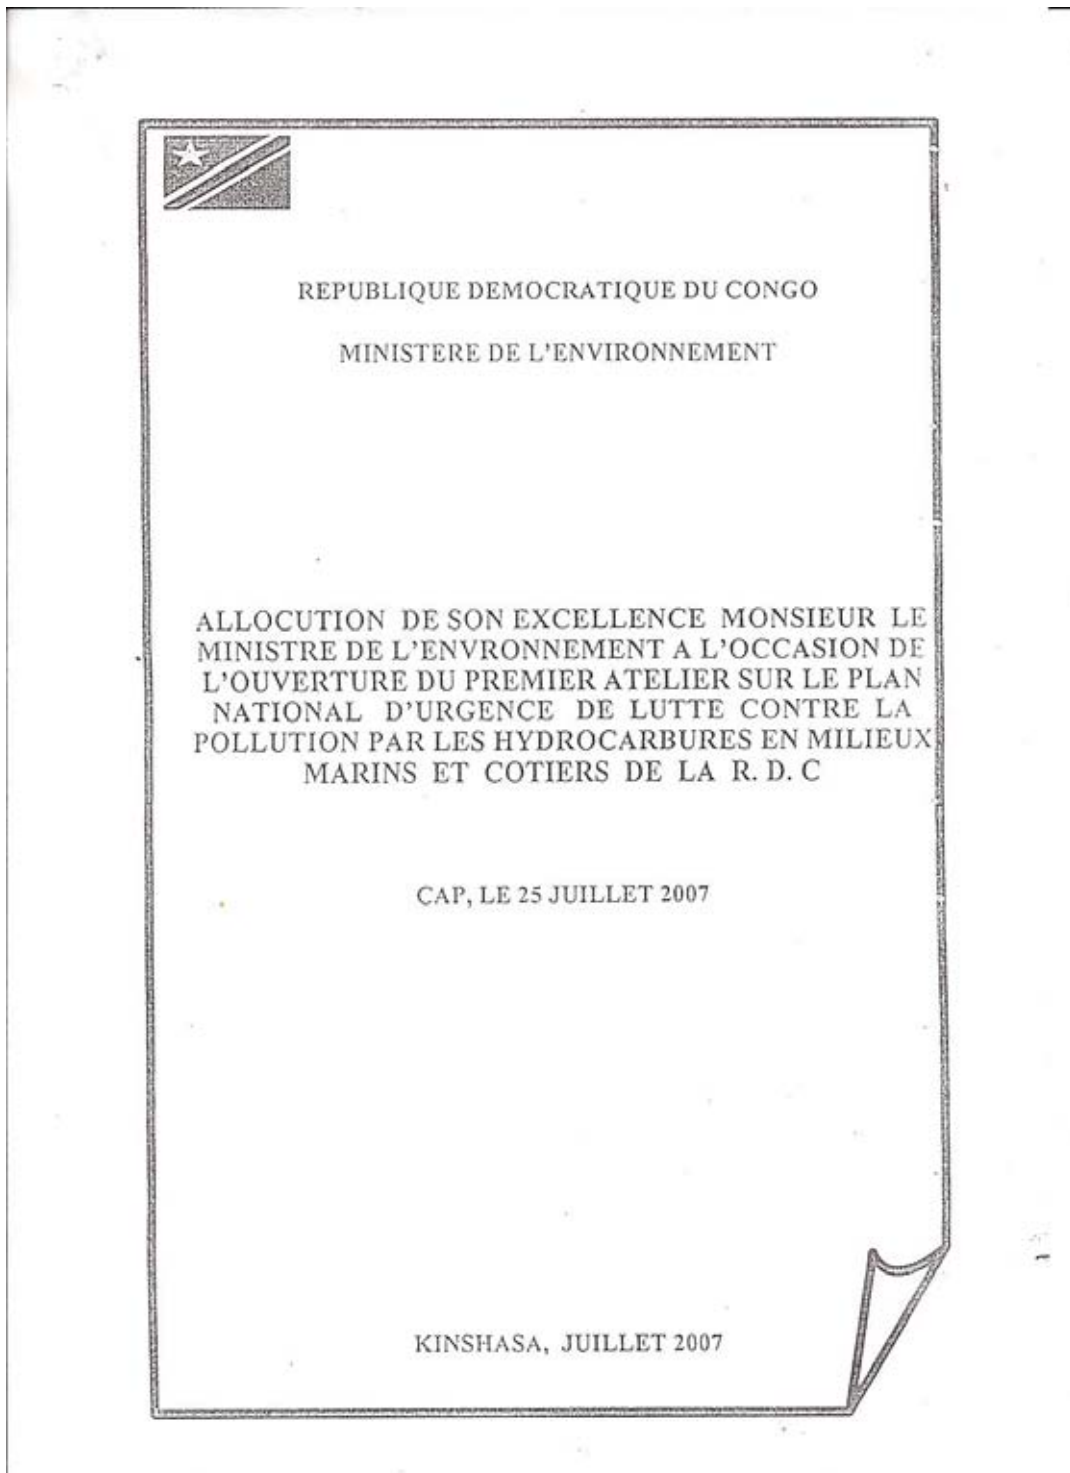 REPUBLIQUE DEMOCRATIQUE DU CONGO
MINISTERE DE L'ENVIRONNEMENT
ALLOCUTION DE SON EXCELLENCE MONSIEUR LE
MINISTRE DE L'ENVRONNEMENT A L'OCCASION DE
L'OUVERTURE DU PREMIER ATELIER SUR LE PLAN
NATIONAL D'URGENCE DE LUTTE CONTRE LA
POLLUTION PAR LES HYDROCARBURES EN MILIEUX
MARINS ET COTIERS DE LA R. D. C
CAP, LE 25 JUILLET 2007
KINSHASA, JUILLET 2007